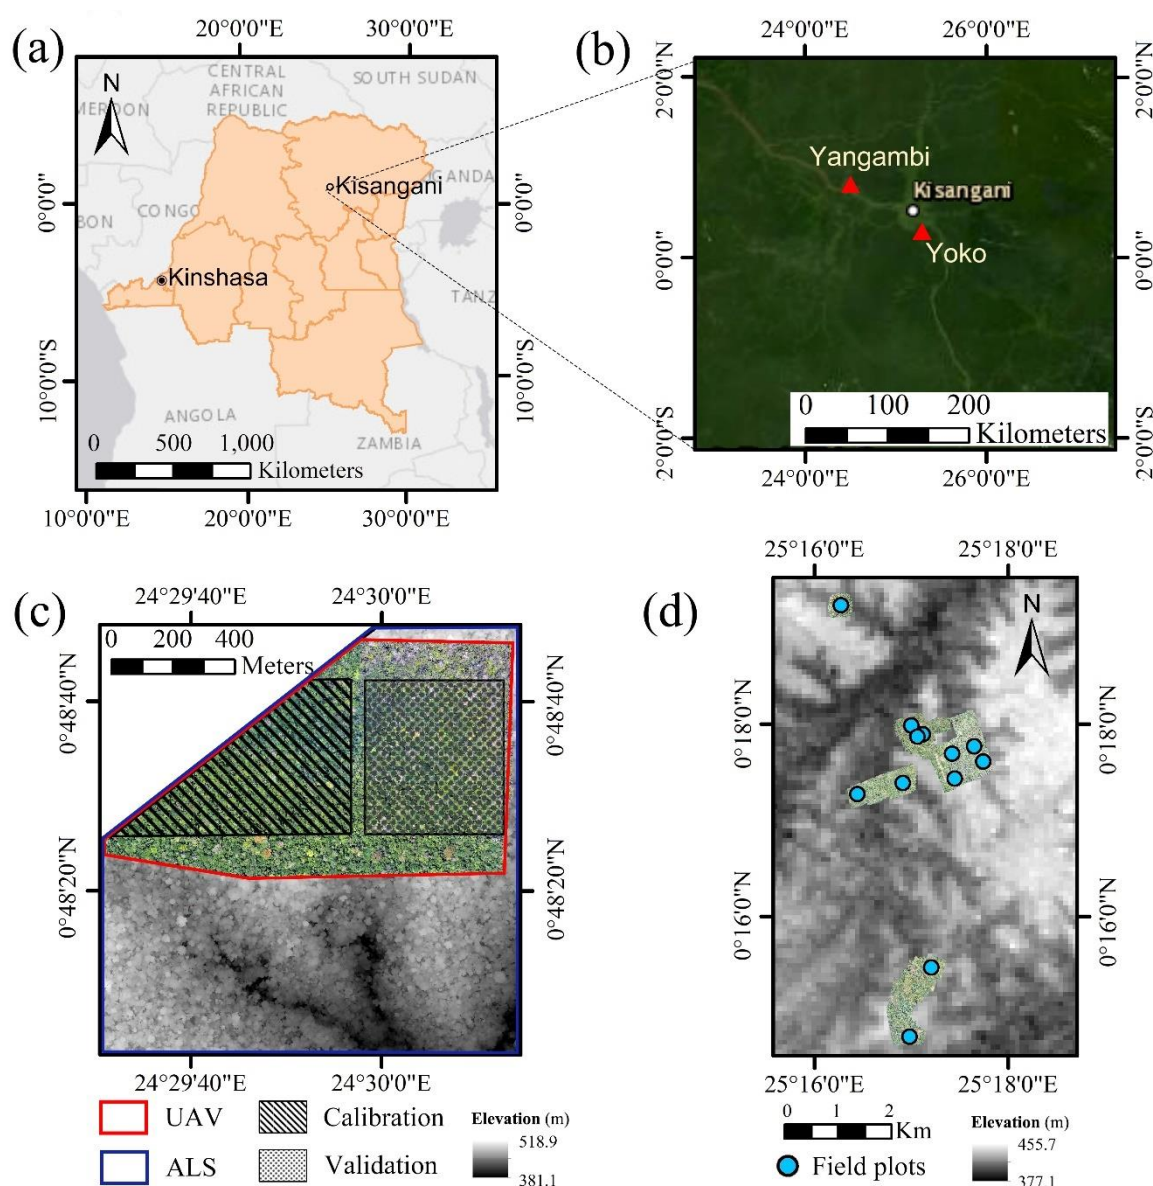 (a)
20°0'0"E
30°0'0"E
N
CENTRAL
AFRICAN
REPUBLIC
SOUTH SUDAN
MEROON
Kisangani
GANDA
CONGO
BON
Kinshasa
TANZ
ANGOLA
ZAMBIA
0°0'0"
10°0'0"S
0°0'0"
10°0'0"S
0
500
1,000
Kilometers
10°0'0"E
20°0'0"E
30°0'0"E
(b)
24°0'0"E
26°0'0"E
2°0'0"N
0°0'0"
2°0'0"S
2°0'0"N
0°0'0"
2°0'0"S
Yangambi
Kisangani
Yoko
0
100
200
Kilometers
24°0'0"E
26°0'0"E
(c)
24°29'40"E
24°30'0"E
0
200
400
Meters
0°48'40"N
0°48'20"N
0°48'40"N
0°48'20"N
24°29'40"E
24°30'0"E
UAV
Calibration
ALS
Validation
Elevation (m)
518.9
381.1
(d)
25°16'0"E
25°18'0"E
N
0°18'0"N
0°16'0"N
0°18'0"N
0°16'0"N
25°16'0"E
25°18'0"E
0
1
2
Km
Field plots
Elevation (m)
455.7
377.1